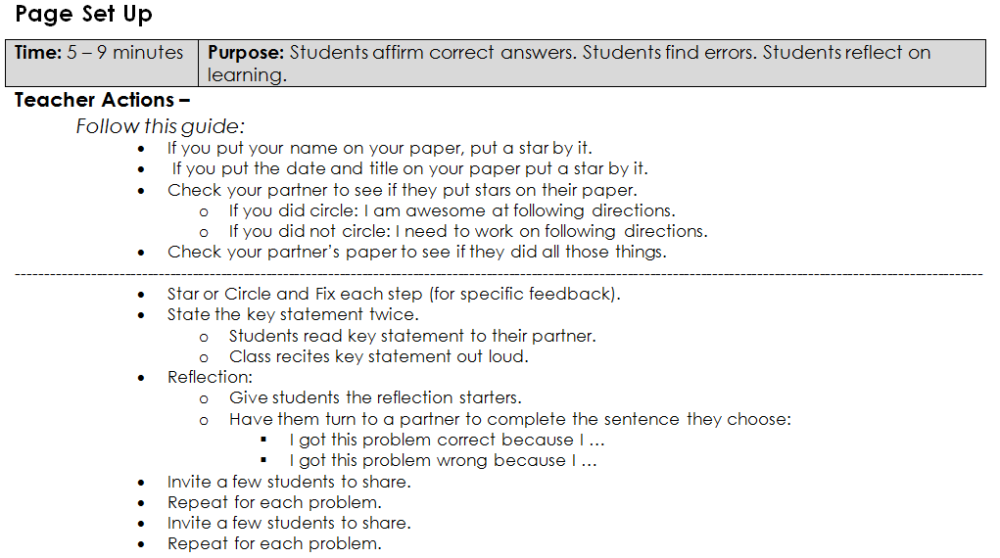 Page Set Up
Time: 5 – 9 minutes
Purpose: Students affirm correct answers. Students find errors. Students reflect on
learning.
Teacher Actions –
Follow this guide:
• If you put your name on your paper, put a star by it.
• If you put the date and title on your paper put a star by it.
• Check your partner to see if they put stars on their paper.
o If you did circle: I am awesome at following directions.
o If you did not circle: I need to work on following directions.
• Check your partner’s paper to see if they did all those things.
• Star or Circle and Fix each step (for specific feedback).
• State the key statement twice.
o Students read key statement to their partner.
o Class recites key statement out loud.
• Reflection:
o Give students the reflection starters.
o Have them turn to a partner to complete the sentence they choose:
▪ I got this problem correct because I …
▪ I got this problem wrong because I …
• Invite a few students to share.
• Repeat for each problem.
• Invite a few students to share.
• Repeat for each problem.